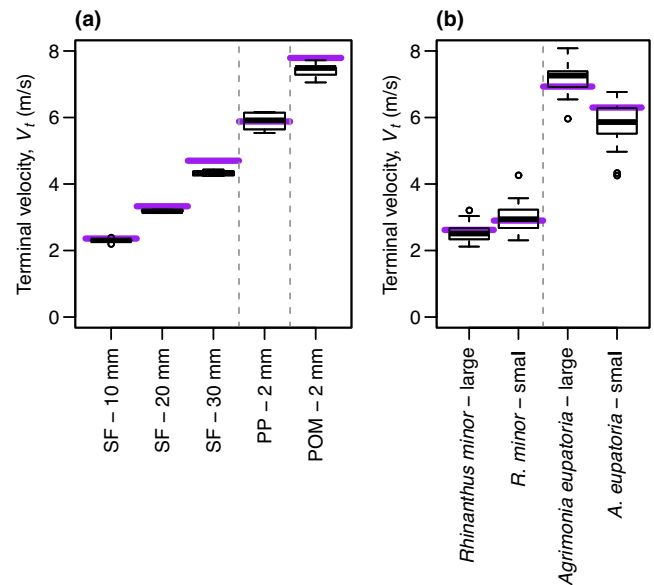 (a)
Terminal velocity, Vt (m/s)
8
6
4
2
0
SF – 10 mm
SF – 20 mm
SF – 30 mm
PP – 2 mm
POM – 2 mm
(b)
Terminal velocity, Vt (m/s)
8
6
4
2
0
Rhinanthus minor – large
R. minor – small
Agrimonia eupatoria – large
A. eupatoria – small